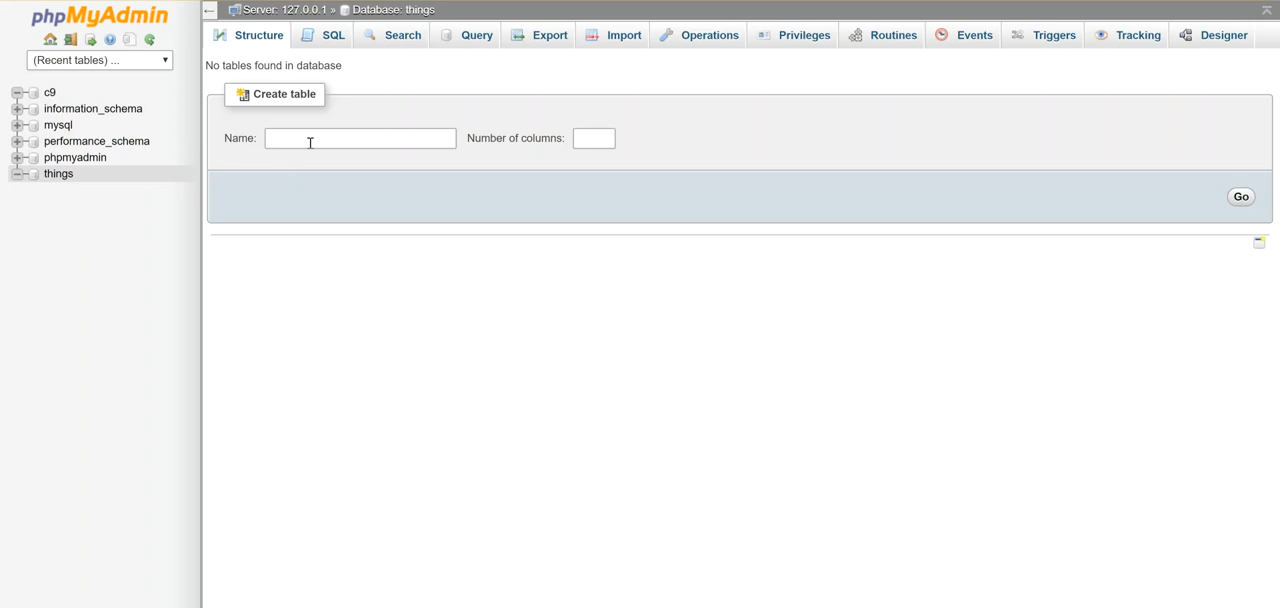 phpMyAdmin
(Recent tables) ...
c9
information_schema
mysql
performance_schema
phpmyadmin
things
Server: 127.0.0.1 » Database: things
Structure SQL Search Query Export Import Operations Privileges Routines Events Triggers Tracking Designer
No tables found in database
Create table
Name: Number of columns:
Go